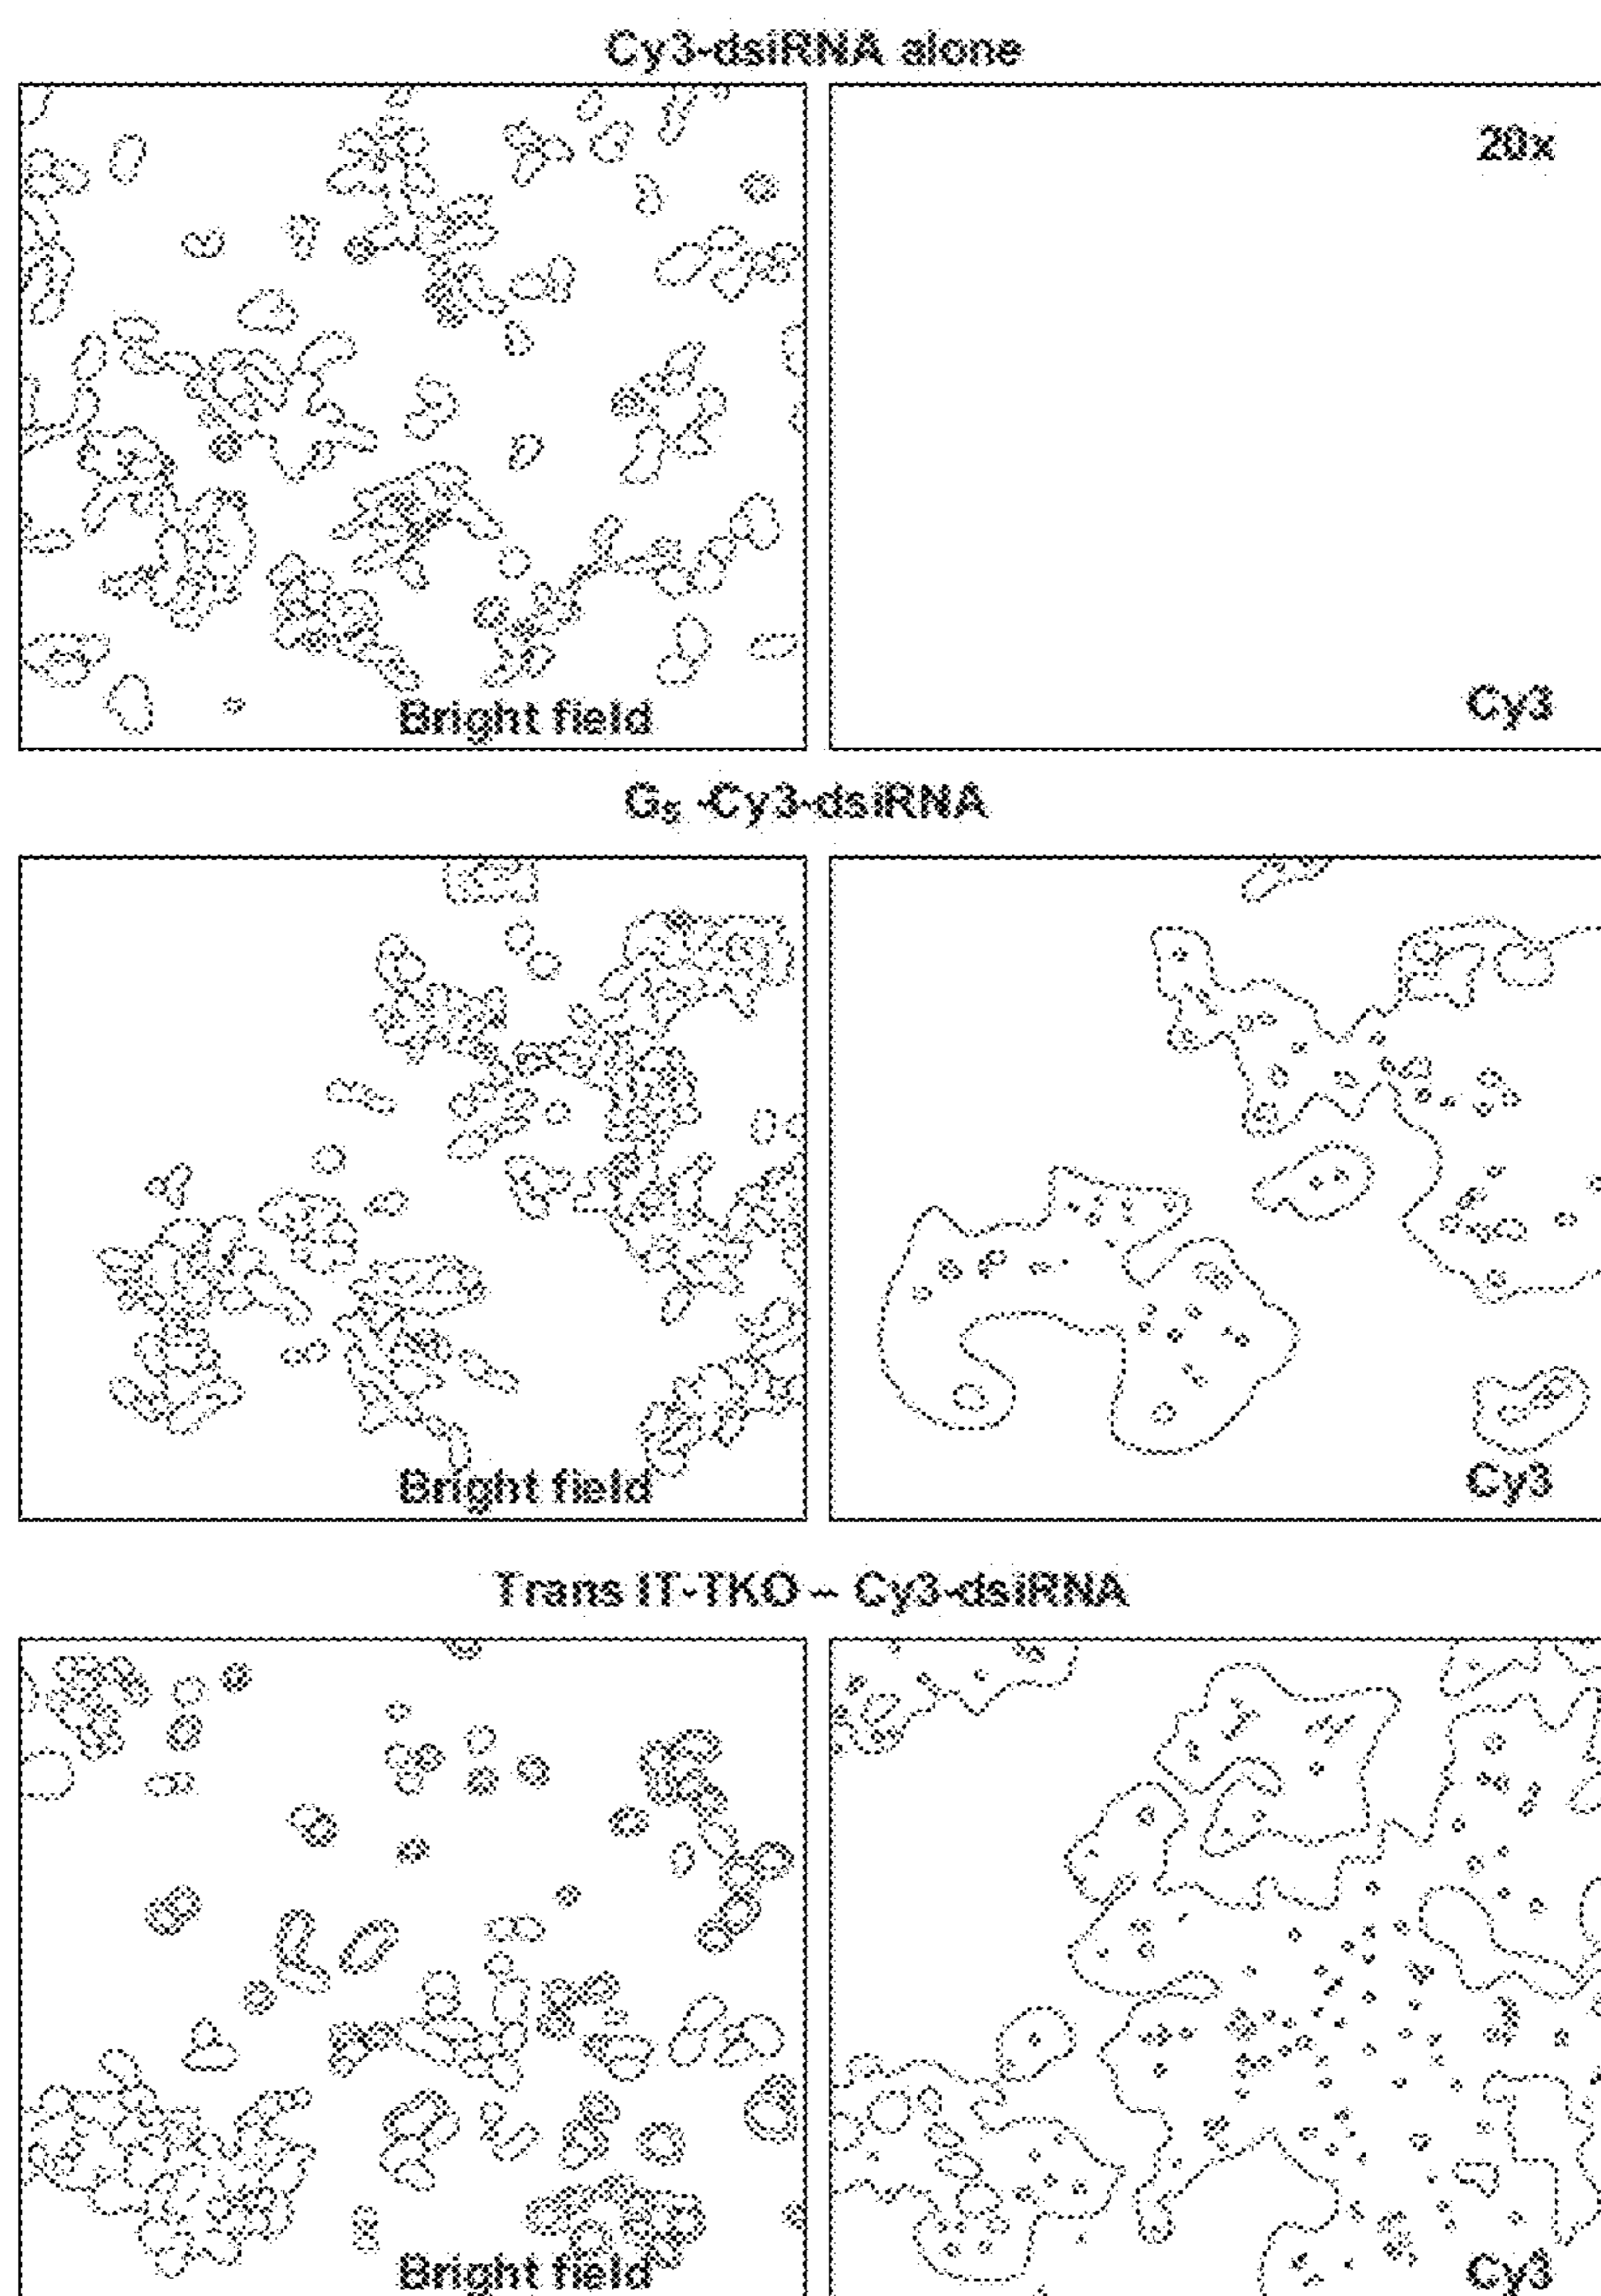 Cy3-dsiRNA alone
20x
Bright field
Cy3
G5 -Cy3-dsiRNA
Bright field
Cy3
Trans IT-TKO – Cy3-dsiRNA
Bright field
Cy3